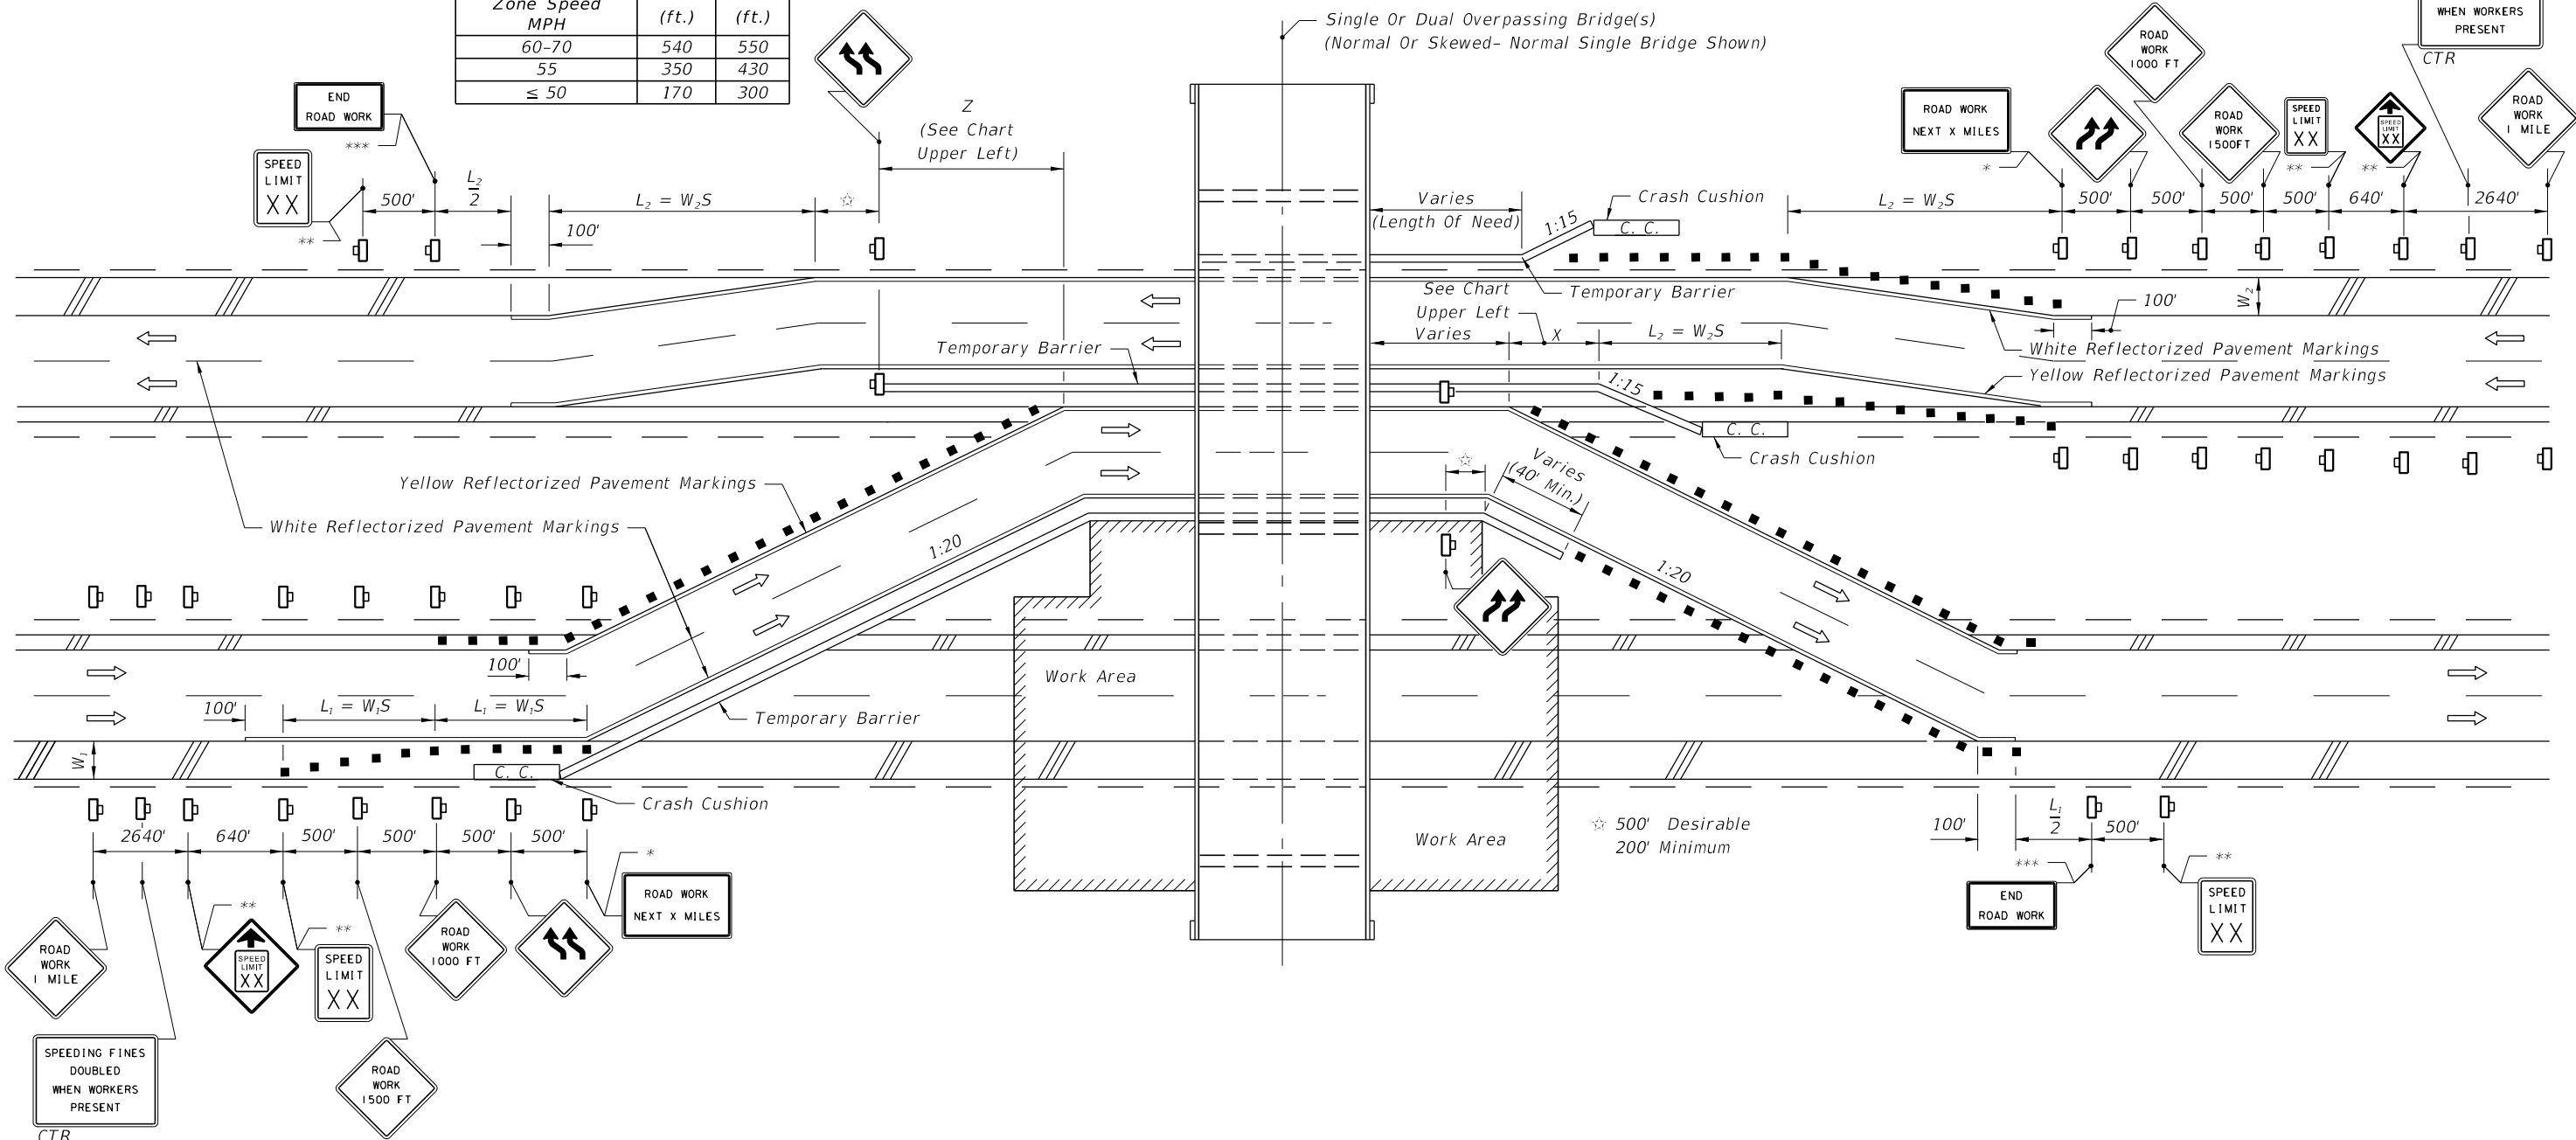 Zone Speed
MPH
(ft.)
(ft.)
60-70
540
550
55
350
430
≤ 50
170
300
Single Or Dual Overpassing Bridge(s)
(Normal Or Skewed- Normal Single Bridge Shown)
WHEN WORKERS
PRESENT
CTR
ROAD
WORK
1000 FT
END
ROAD WORK
***
SPEED
LIMIT
XX
**
Z
(See Chart
Upper Left)
ROAD WORK
NEXT X MILES
*
ROAD
WORK
1500FT
SPEED
LIMIT
XX
**
SPEED
LIMIT
XX
**
ROAD
WORK
1 MILE
500'
L2
2
L2 = W2S
☆
100'
Varies
(Length Of Need)
1:15
Crash Cushion
C. C.
L2 = W2S
500'
500'
500'
500'
640'
2640'
See Chart
Upper Left
Varies
X
L2 = W2S
Temporary Barrier
W2
100'
Temporary Barrier
White Reflectorized Pavement Markings
Yellow Reflectorized Pavement Markings
1:15
C. C.
Crash Cushion
Yellow Reflectorized Pavement Markings
☆
Varies
(40' Min.)
White Reflectorized Pavement Markings
1:20
1:20
100'
Work Area
100'
L1 = W1S
L1 = W1S
Temporary Barrier
W1
C. C.
Crash Cushion
2640'
640'
500'
500'
500'
500'
Work Area
☆ 500' Desirable
200' Minimum
100'
L1
2
500'
***
**
END
ROAD WORK
SPEED
LIMIT
XX
*
ROAD WORK
NEXT X MILES
ROAD
WORK
1 MILE
**
SPEED
LIMIT
XX
**
SPEED
LIMIT
XX
ROAD
WORK
1000 FT
SPEEDING FINES
DOUBLED
WHEN WORKERS
PRESENT
CTR
ROAD
WORK
1500 FT